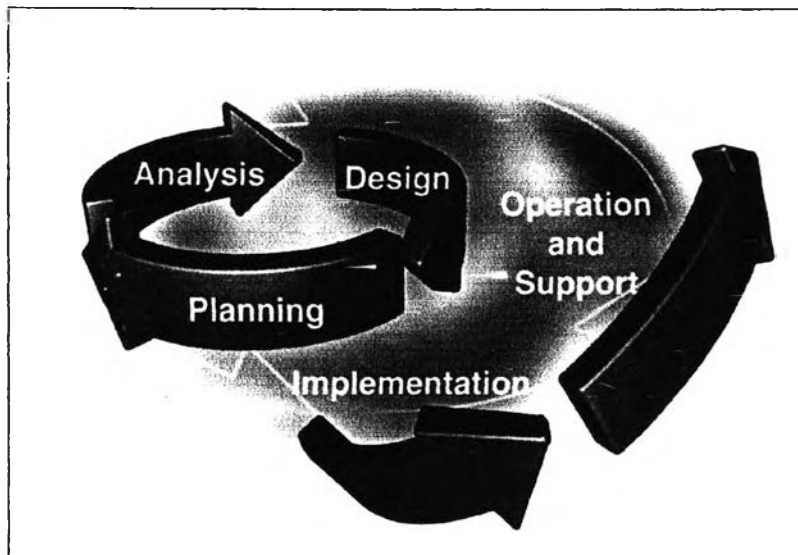 Analysis
Design
Operation
and
Support
Planning
Implementation